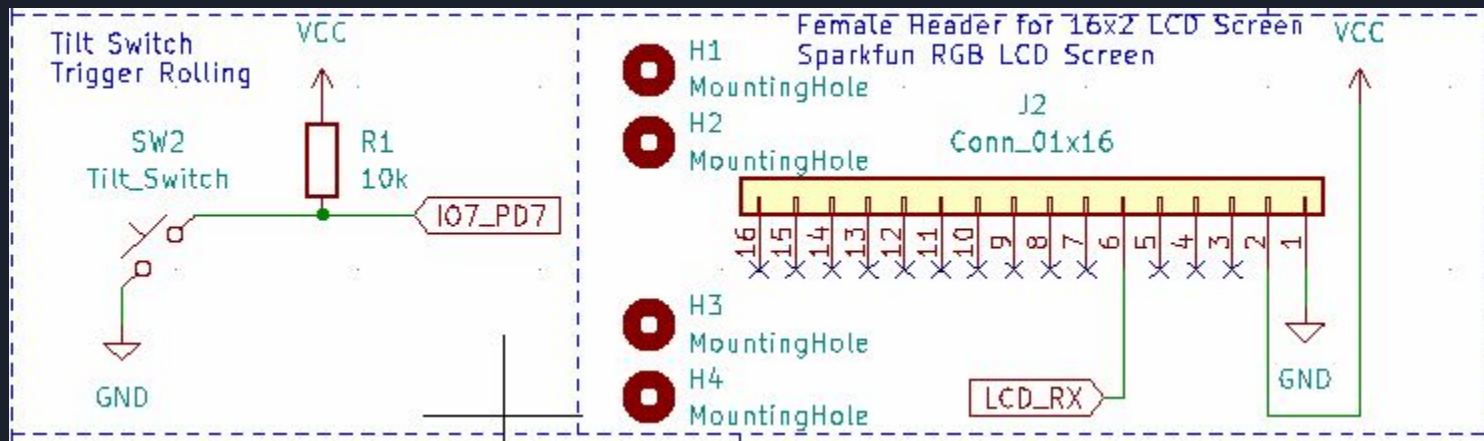 Tilt Switch
Trigger Rolling
VCC
SW2
Tilt_Switch
R1
10k
IO7_PD7
GND
Female Header for 16x2 LCD Screen
Sparkfun RGB LCD Screen
VCC
H1
MountingHole
H2
MountingHole
J2
Conn_01x16
16 15 14 13 12 11 10 9 8 7 6 5 4 3 2 1
H3
MountingHole
H4
MountingHole
LCD_RX
GND